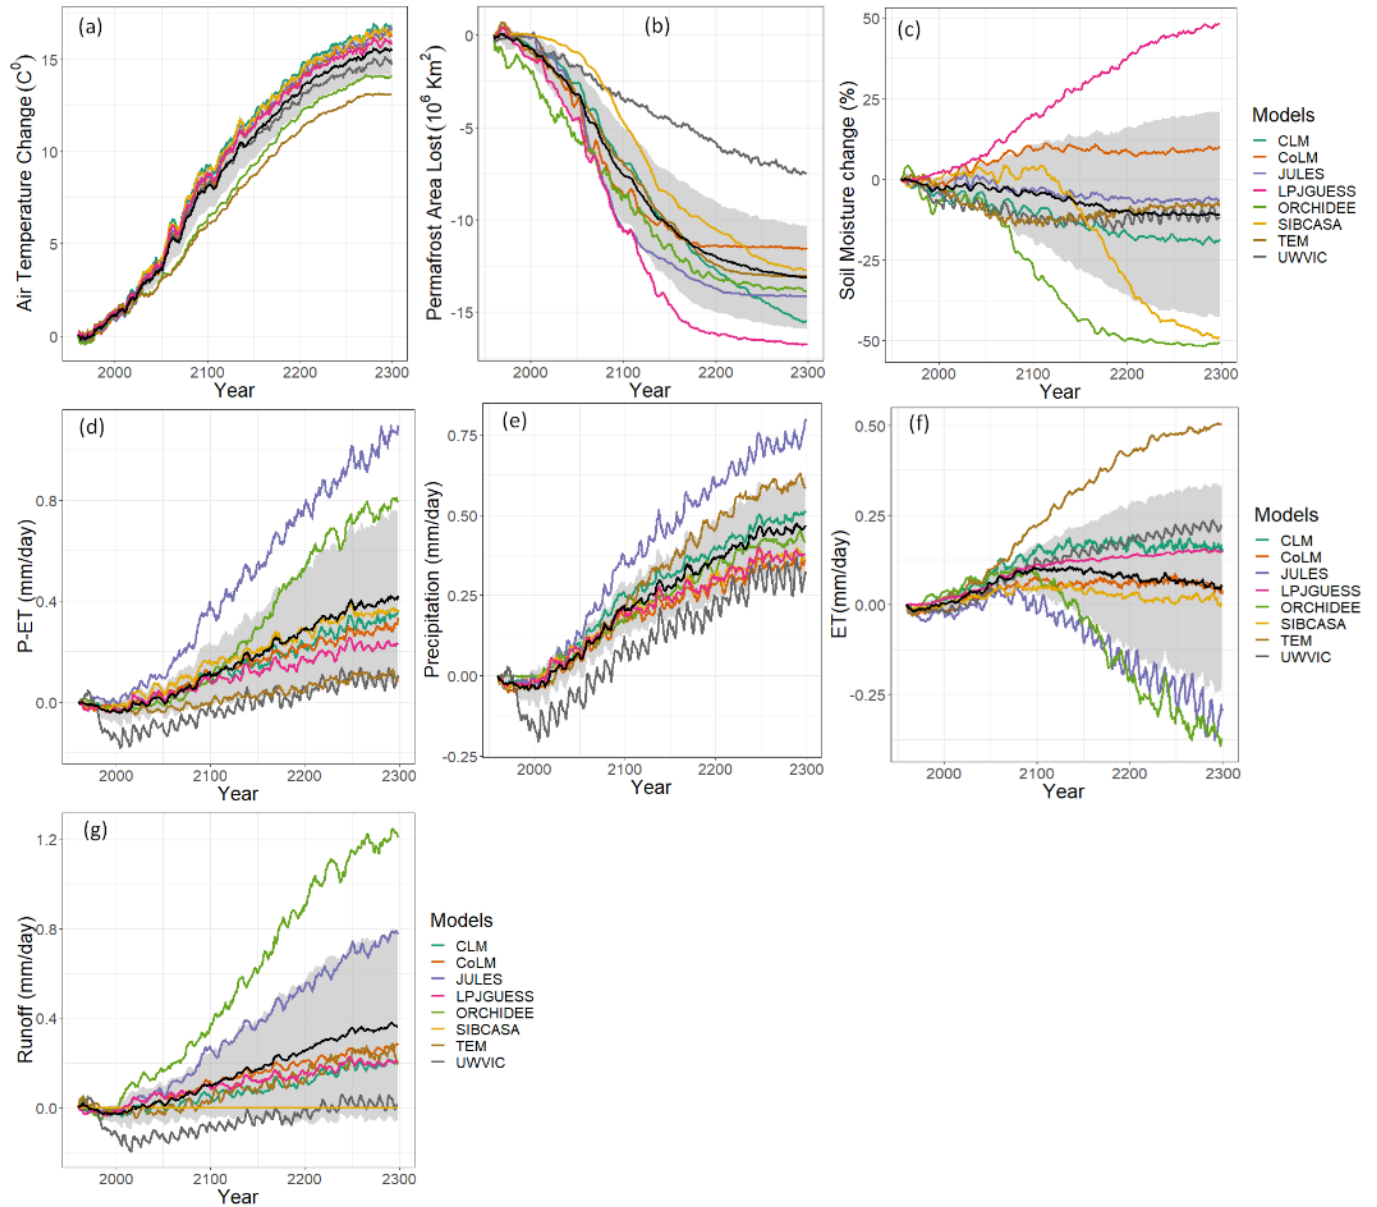 (a)
Air Temperature Change (C⁰)
15
10
5
0
2000 2100 2200 2300
Year
(b)
Permafrost Area Lost (10⁶ Km²)
0
-5
-10
-15
2000 2100 2200 2300
Year
(c)
Soil Moisture change (%)
50
25
0
-25
-50
2000 2100 2200 2300
Year
Models
CLM
CoLM
JULES
LPJGUESS
ORCHIDEE
SIBCASA
TEM
UWVIC
(d)
P-ET (mm/day)
0.8
0.4
0.0
2000 2100 2200 2300
Year
(e)
Precipitation (mm/day)
0.75
0.50
0.25
0.00
-0.25
2000 2100 2200 2300
Year
(f)
ET(mm/day)
0.50
0.25
0.00
-0.25
2000 2100 2200 2300
Year
Models
CLM
CoLM
JULES
LPJGUESS
ORCHIDEE
SIBCASA
TEM
UWVIC
(g)
Runoff (mm/day)
1.2
0.8
0.4
0.0
2000 2100 2200 2300
Year
Models
CLM
CoLM
JULES
LPJGUESS
ORCHIDEE
SIBCASA
TEM
UWVIC